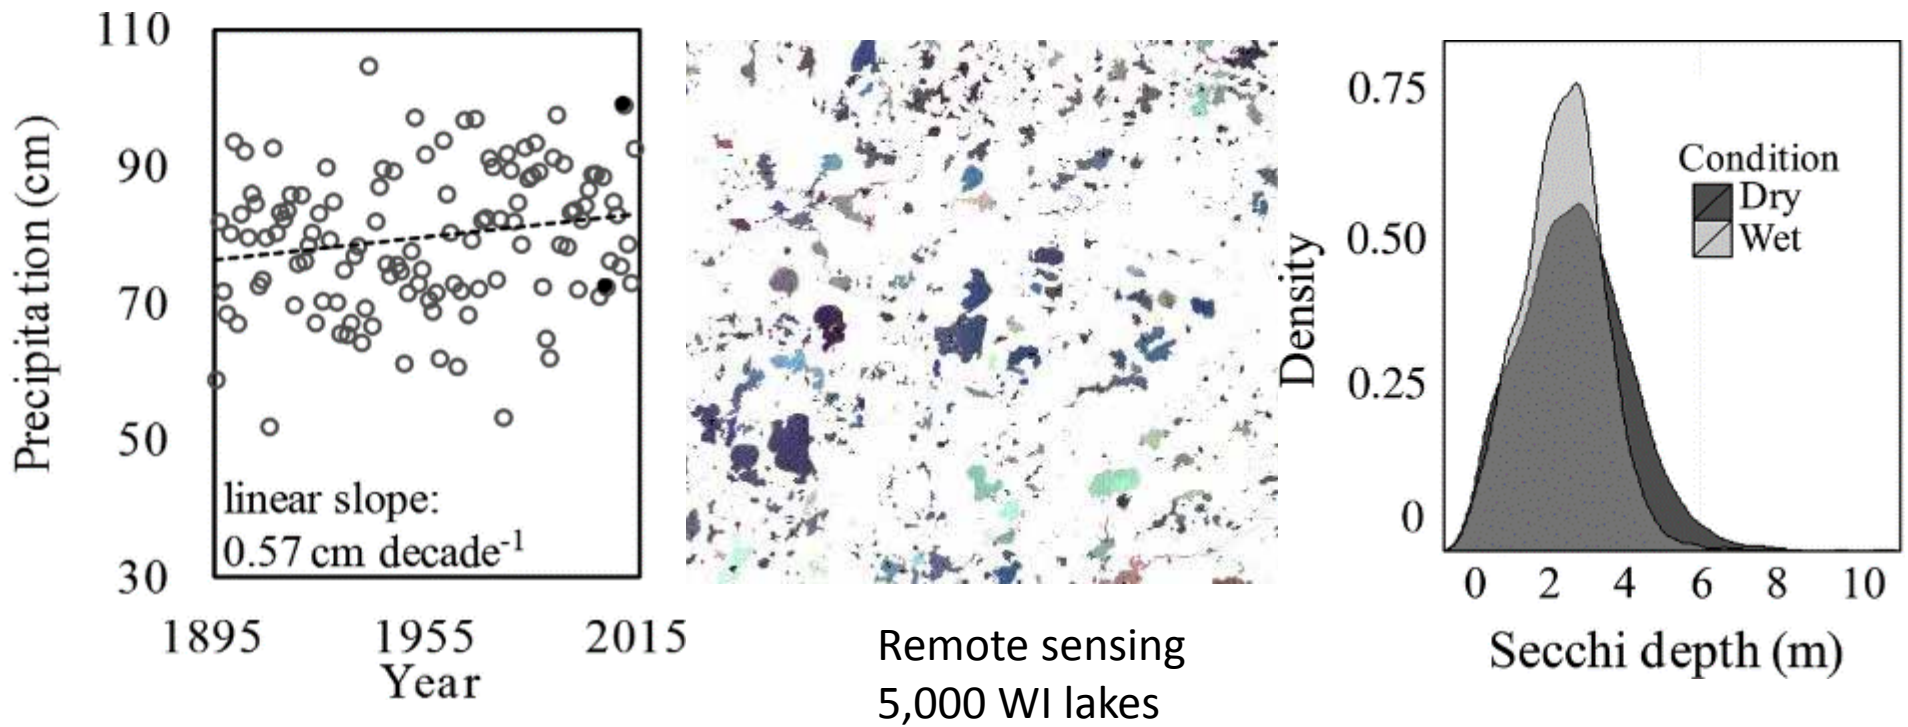 110
90
70
50
30
Precipitation (cm)
linear slope:
0.57 cm decade-1
1895 1955 2015
Year
Remote sensing
5,000 WI lakes
0.75
0.50
0.25
0
Density
Condition
Dry
Wet
0 2 4 6 8 10
Secchi depth (m)